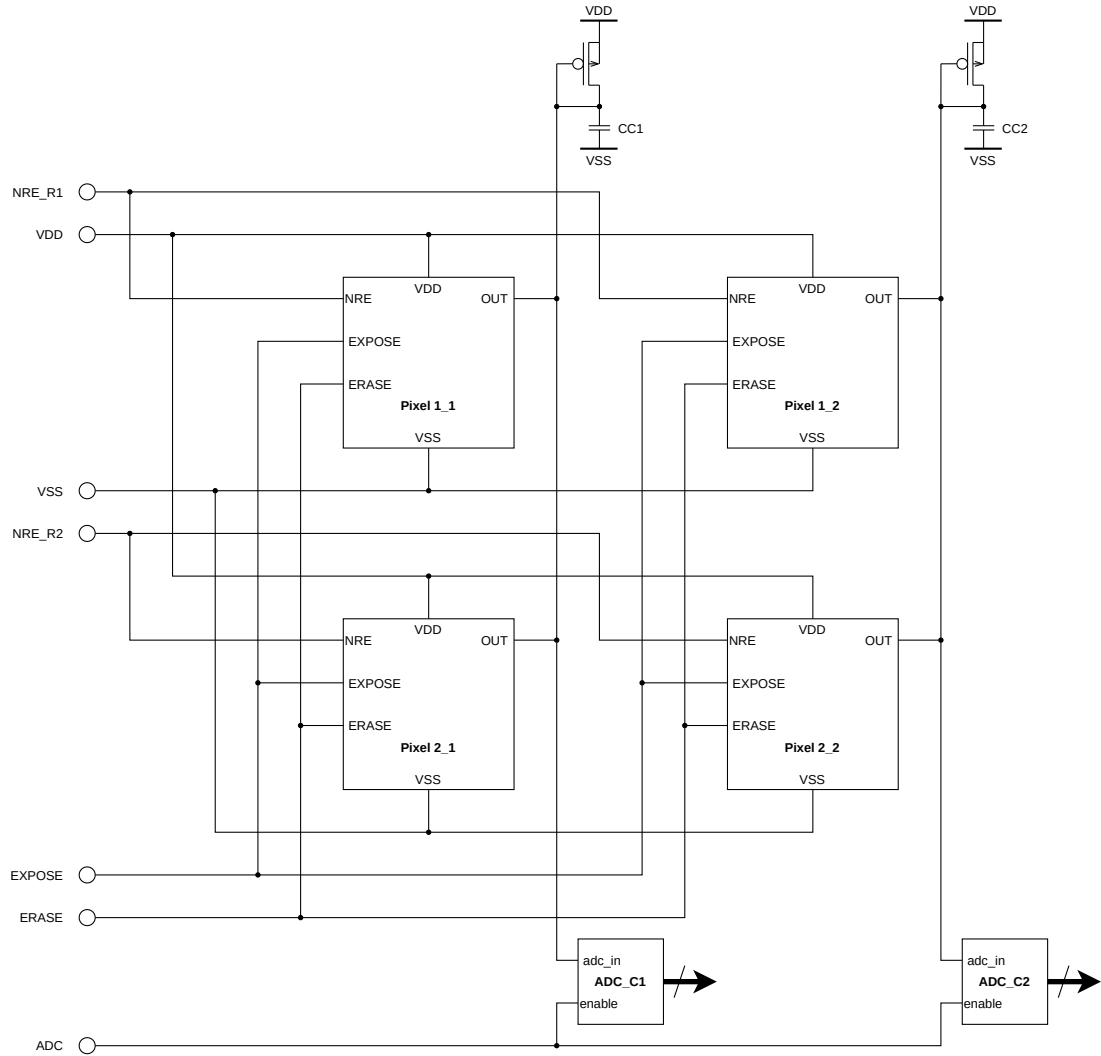 VDD
VDD
CC1
CC2
VSS
VSS
NRE_R1
VDD
VDD
VDD
NRE
OUT
NRE
OUT
EXPOSE
EXPOSE
ERASE
ERASE
Pixel 1_1
Pixel 1_2
VSS
VSS
VSS
NRE_R2
VDD
VDD
NRE
OUT
NRE
OUT
EXPOSE
EXPOSE
ERASE
ERASE
Pixel 2_1
Pixel 2_2
VSS
VSS
EXPOSE
ERASE
adc_in
adc_in
ADC_C1
ADC_C2
enable
enable
ADC